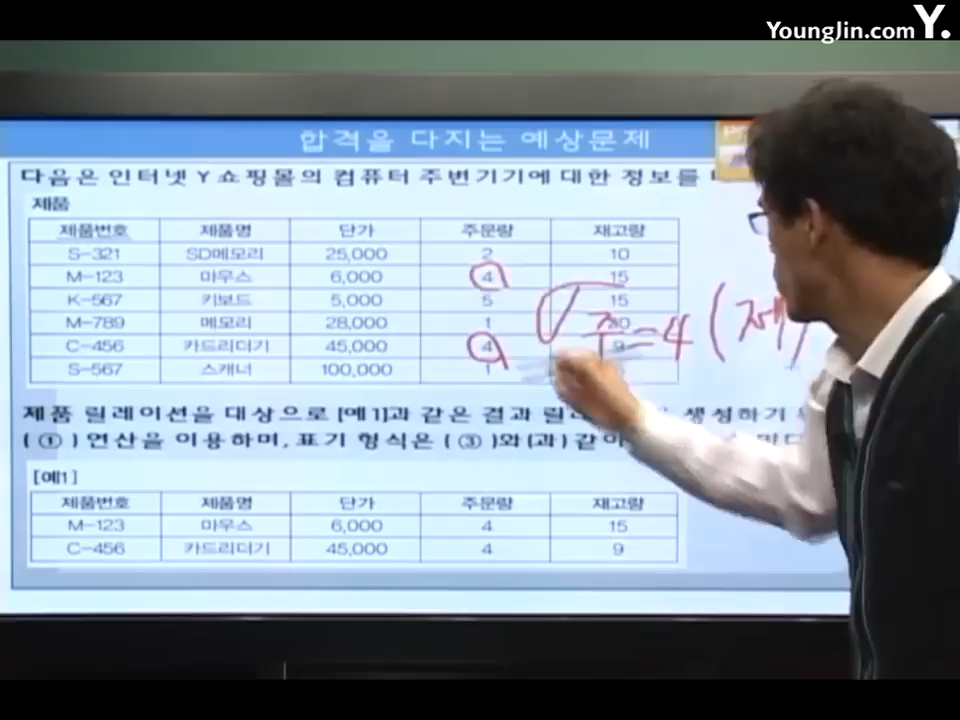 YoungJin.com Y.
합격을 다지는 예상문제
다음은 인터넷 Y 쇼핑몰의 컴퓨터 주변기기에 대한 정보를
제품
제품번호 제품명 단가 주문량 재고량
S-321 SD메모리 25,000 2 10
M-123 마우스 6,000 4 15
K-567 키보드 5,000 5 15
M-789 메모리 28,000 1
C-456 카드리더기 45,000 4 9
S-567 스캐너 100,000 1
주=4 (제)
제품 릴레이션을 대상으로 [예1]과 같은 결과 생성하기
( ① ) 연산을 이용하며, 표기 형식은 ( ③ )와(과) 같이
[예1]
제품번호 제품명 단가 주문량 재고량
M-123 마우스 6,000 4 15
C-456 카드리더기 45,000 4 9